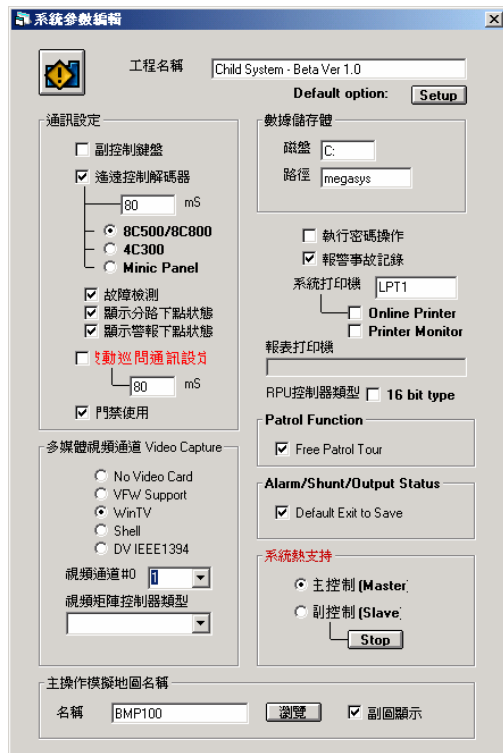 系統參數編輯
工程名稱 Child System - Beta Ver 1.0
Default option: Setup
通訊設定
副控制鍵盤
遙遠控制解碼器
80 mS
8C500/8C800
4C300
Minic Panel
故障檢測
顯示分路下點狀態
顯示警報下點狀態
動巡問通訊設定
80 mS
門禁使用
數據儲存體
磁盤 C:
路徑 megasys
執行密碼操作
報警事故記錄
系統打印機 LPT1
Online Printer
Printer Monitor
報表打印機
RPU控制器類型 16 bit type
Patrol Function
Free Patrol Tour
多媒體視頻通道 Video Capture
No Video Card
VFW Support
WinTV
Shell
DV IEEE1394
視頻通道#0 1
視頻矩陣控制器類型
Alarm/Shunt/Output Status
Default Exit to Save
系統熱支持
主控制 (Master)
副控制 (Slave)
Stop
主操作模擬地圖名稱
名稱 BMP100 瀏覽 副圖顯示